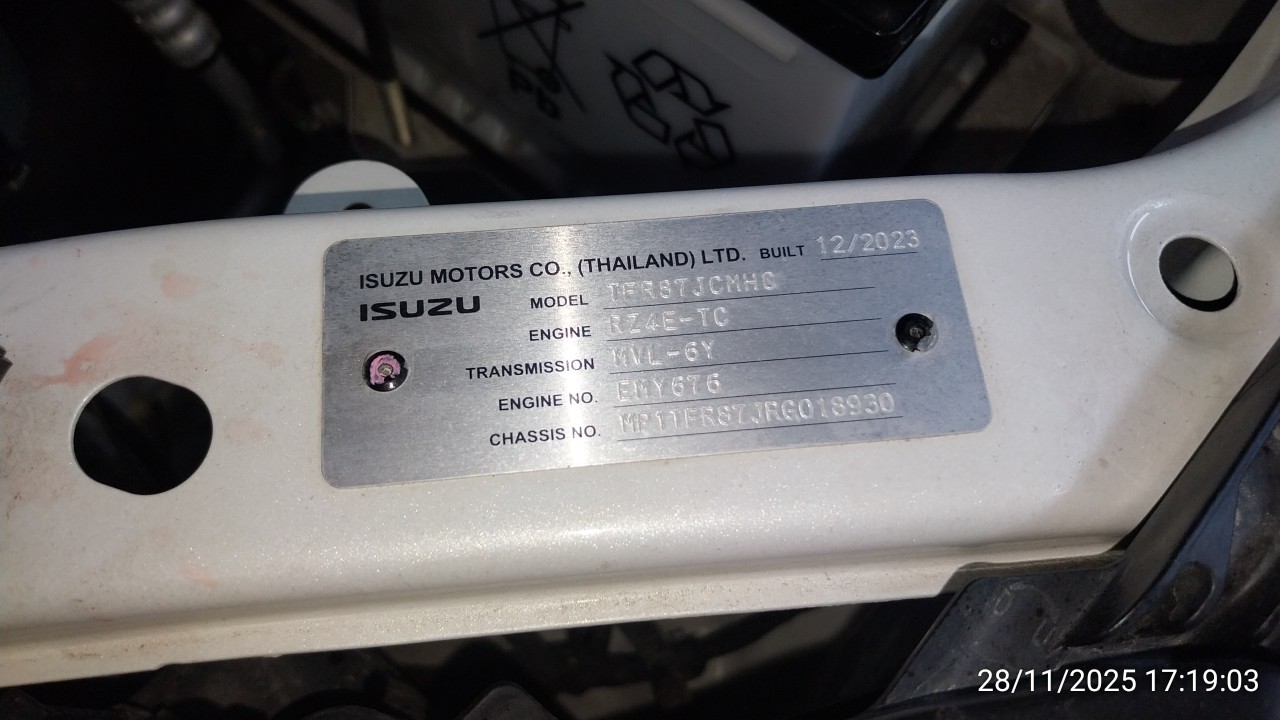 ISUZU MOTORS CO., (THAILAND) LTD. BUILT 12/2023
ISUZU
MODEL TFR87JCMHG
ENGINE RZ4E-TC
TRANSMISSION MVL-6Y
ENGINE NO. EMY676
CHASSIS NO. MP1TFR87JRG018930
28/11/2025 17:19:03